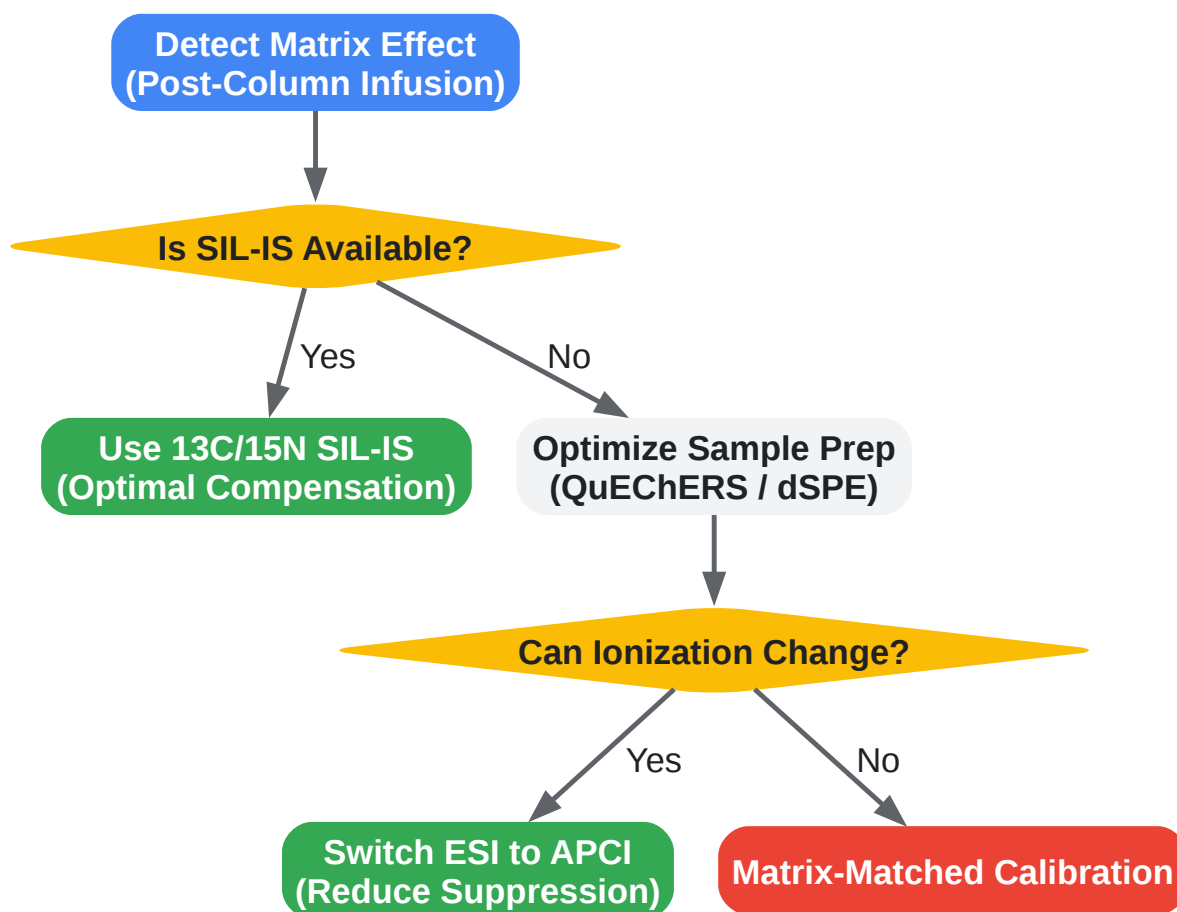 Detect Matrix Effect
(Post-Column Infusion)
Is SIL-IS Available?
Yes
No
Use 13C/15N SIL-IS
(Optimal Compensation)
Optimize Sample Prep
(QuEChERS / dSPE)
Can Ionization Change?
Yes
No
Switch ESI to APCI
(Reduce Suppression)
Matrix-Matched Calibration